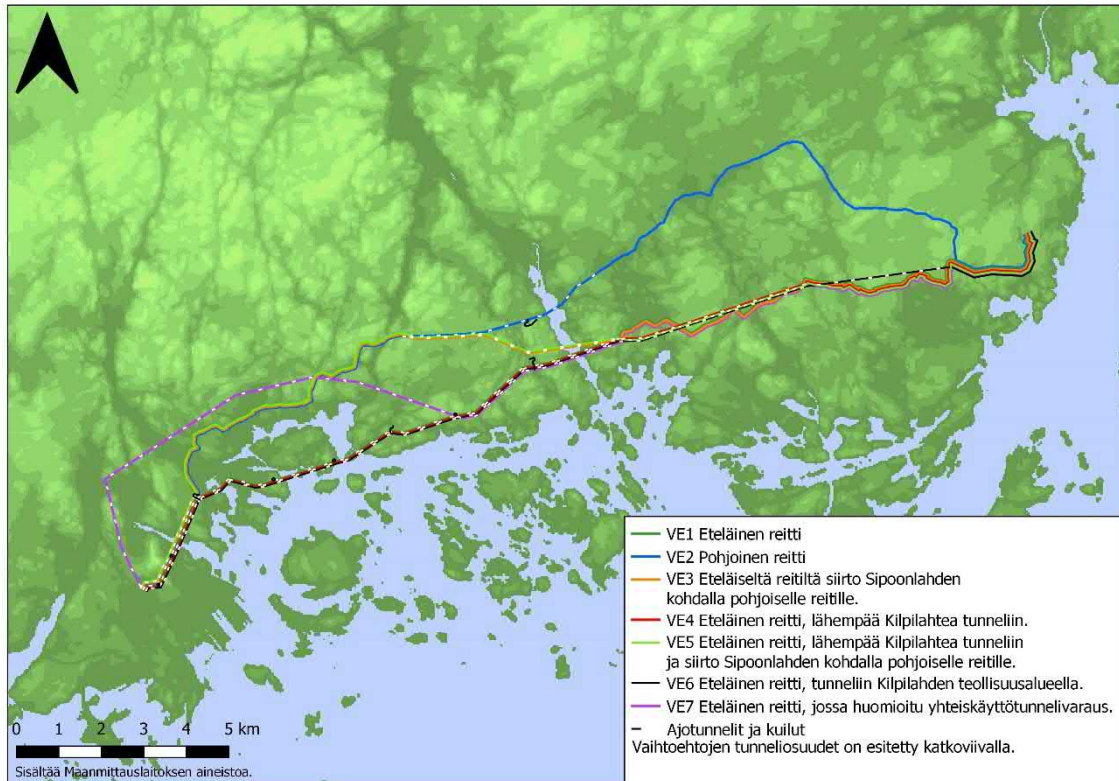 VE1 Eteläinen reitti
VE2 Pohjoinen reitti
VE3 Eteläiseltä reitiltä siirto Sipoonlahden
kohdalla pohjoiselle reitille.
VE4 Eteläinen reitti, lähempää Kilpilahtea tunneliin.
VE5 Eteläinen reitti, lähempää Kilpilahtea tunneliin
ja siirto Sipoonlahden kohdalla pohjoiselle reitille.
VE6 Eteläinen reitti, tunneliin Kilpilahden teollisuusalueella.
VE7 Eteläinen reitti, jossa huomioitu yhteiskäyttötunnelivaraus.
Ajotunnelit ja kuilut
Vaihtoehtojen tunneliosuudet on esitetty katkoviivalla.
0 1 2 3 4 5 km
Sisältää Maanmittauslaitoksen aineistoa.